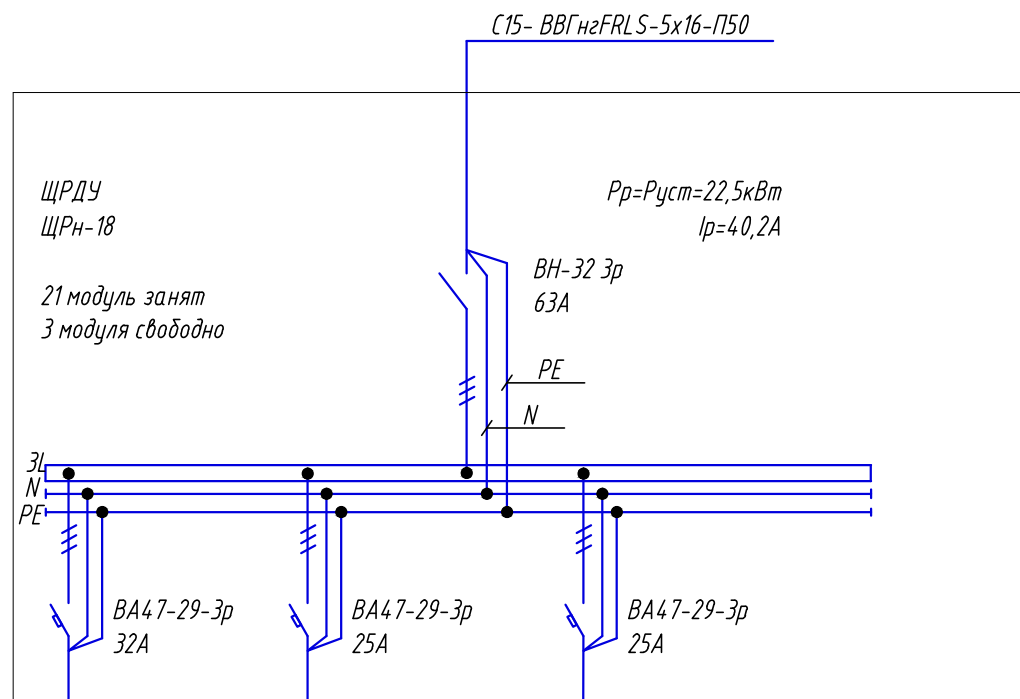 С15- ВВГнгFRLS-5х16-П50
ЩРДУ
ЩРн-18
21 модуль занят
3 модуля свободно
Рр=Руст=22,5кВт
Iр=40,2А
ВН-32 3р
63А
PE
N
3L
N
PE
ВА47-29-3р
32А
ВА47-29-3р
25А
ВА47-29-3р
25А